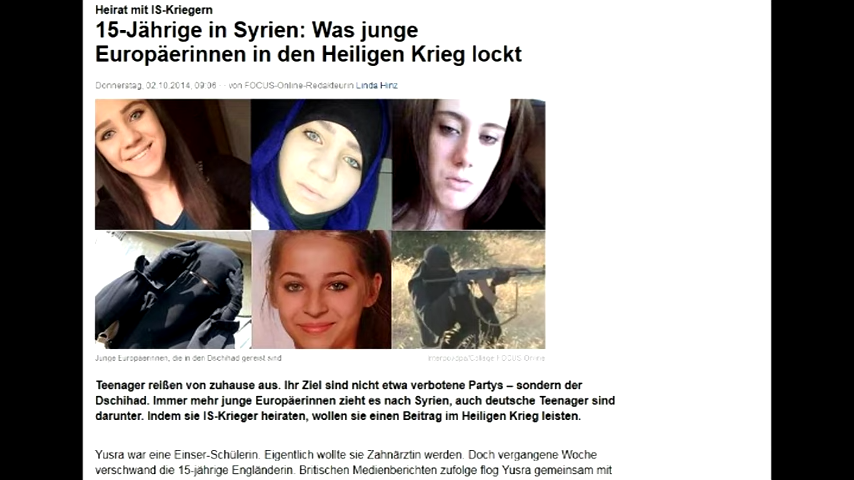 Heirat mit IS-Kriegern
15-Jährige in Syrien: Was junge
Europäerinnen in den Heiligen Krieg lockt
Donnerstag, 02.10.2014, 09:06 · von FOCUS-Online-Redakteurin Linda Hinz
Junge Europäerinnen, die in den Dschihad gereist sind
Interpol/dpa/Collage FOCUS Online
Teenager reißen von zuhause aus. Ihr Ziel sind nicht etwa verbotene Partys – sondern der
Dschihad. Immer mehr junge Europäerinnen zieht es nach Syrien, auch deutsche Teenager sind
darunter. Indem sie IS-Krieger heiraten, wollen sie einen Beitrag im Heiligen Krieg leisten.
Yusra war eine Einser-Schülerin. Eigentlich wollte sie Zahnärztin werden. Doch vergangene Woche
verschwand die 15-jährige Engländerin. Britischen Medienberichten zufolge flog Yusra gemeinsam mit